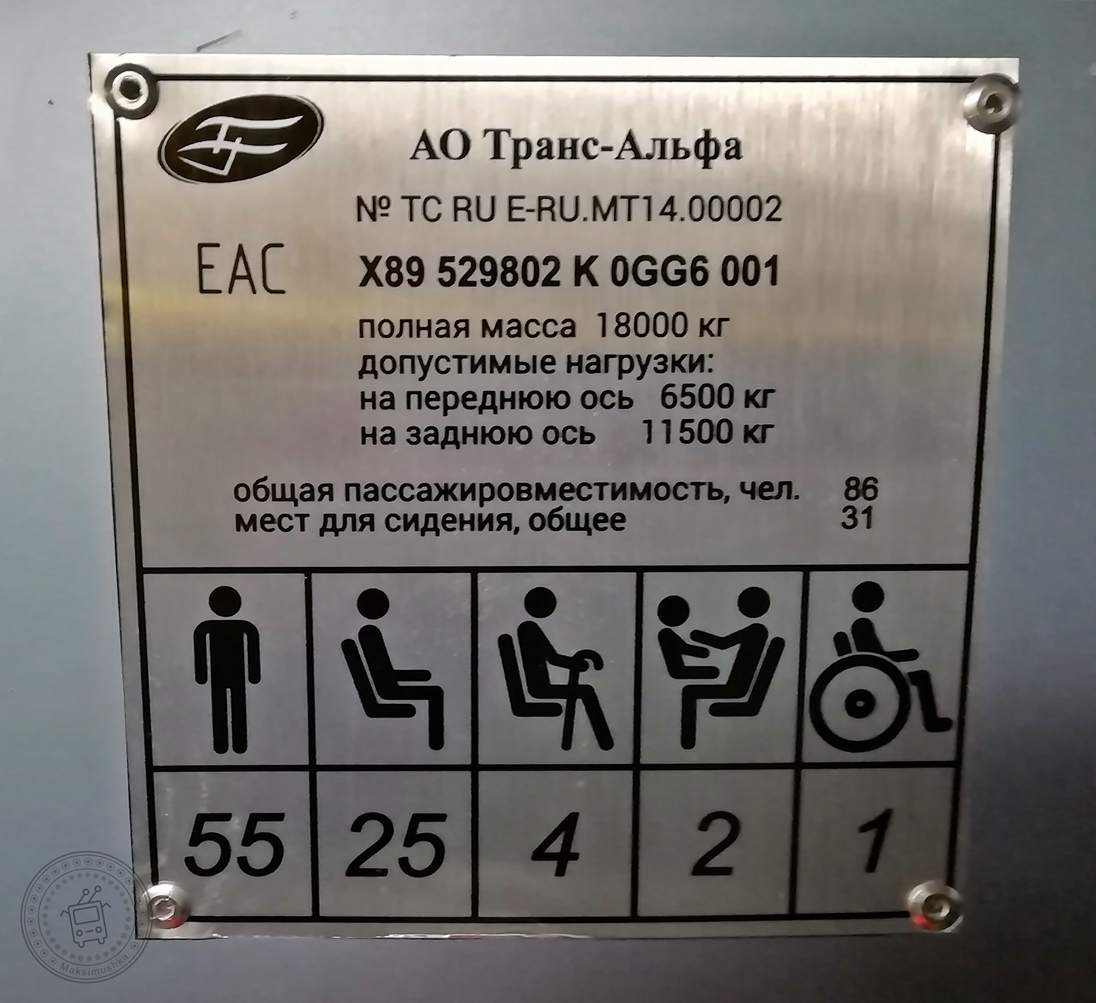 АО Транс-Альфа
№ ТС RU Е-RU.МТ14.00002
EAC
X89 529802 K 0GG6 001
полная масса 18000 кг
допустимые нагрузки:
на переднюю ось 6500 кг
на заднюю ось 11500 кг
общая пассажировместимость, чел. 86
мест для сидения, общее 31
55 25 4 2 1
Maksimushka